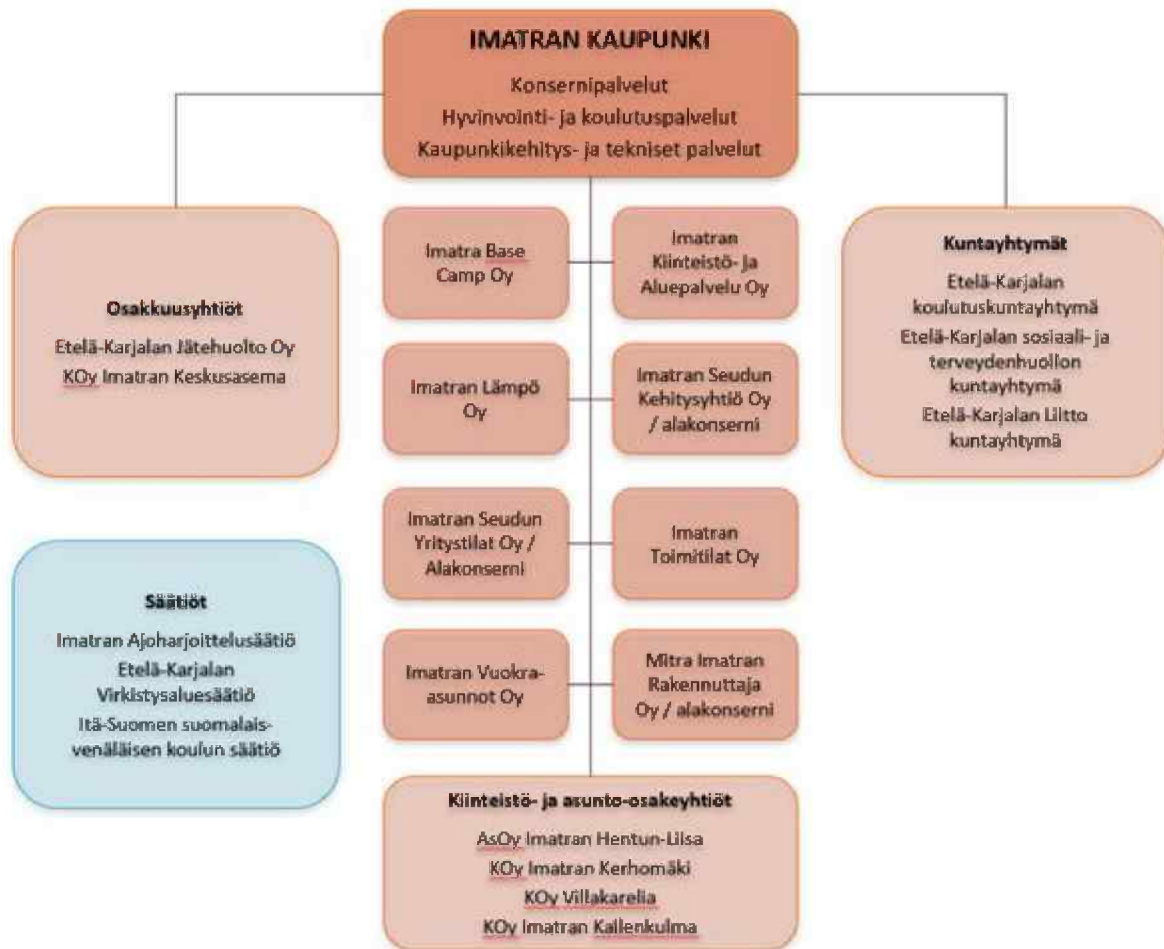 IMATRAN KAUPUNKI
Konsernipalvelut
Hyvinvointi- ja koulutuspalvelut
Kaupunkikehitys- ja tekniset palvelut
Osakkuusyhtiöt
Etelä-Karjalan Jätehuolto Oy
KOy Imatran Keskusasema
Säätiöt
Imatran Ajoharjoittelusäätiö
Etelä-Karjalan
Virkistysaluesäätiö
Itä-Suomen suomalais-
venäläisen koulun säätiö
Imatra Base
Camp Oy
Imatran
Kiinteistö- ja
Aluepalvelu Oy
Imatran Lämpö
Oy
Imatran Seudun
Kehitysyhtiö Oy
/ alakonserni
Imatran Seudun
Yritystilat Oy /
Alakonserni
Imatran
Toimitilat Oy
Imatran Vuokra-
asunnot Oy
Mitra Imatran
Rakennuttaja
Oy / alakonserni
Kiinteistö- ja asunto-osakeyhtiöt
AsOy Imatran Hentun-Liisa
KOy Imatran Kerhomäki
KOy Villakarelia
KOy Imatran Kallenkulma
Kuntayhtymät
Etelä-Karjalan
koulutuskuntayhtymä
Etelä-Karjalan sosiaali- ja
terveydenhuollon
kuntayhtymä
Etelä-Karjalan Liitto
kuntayhtymä